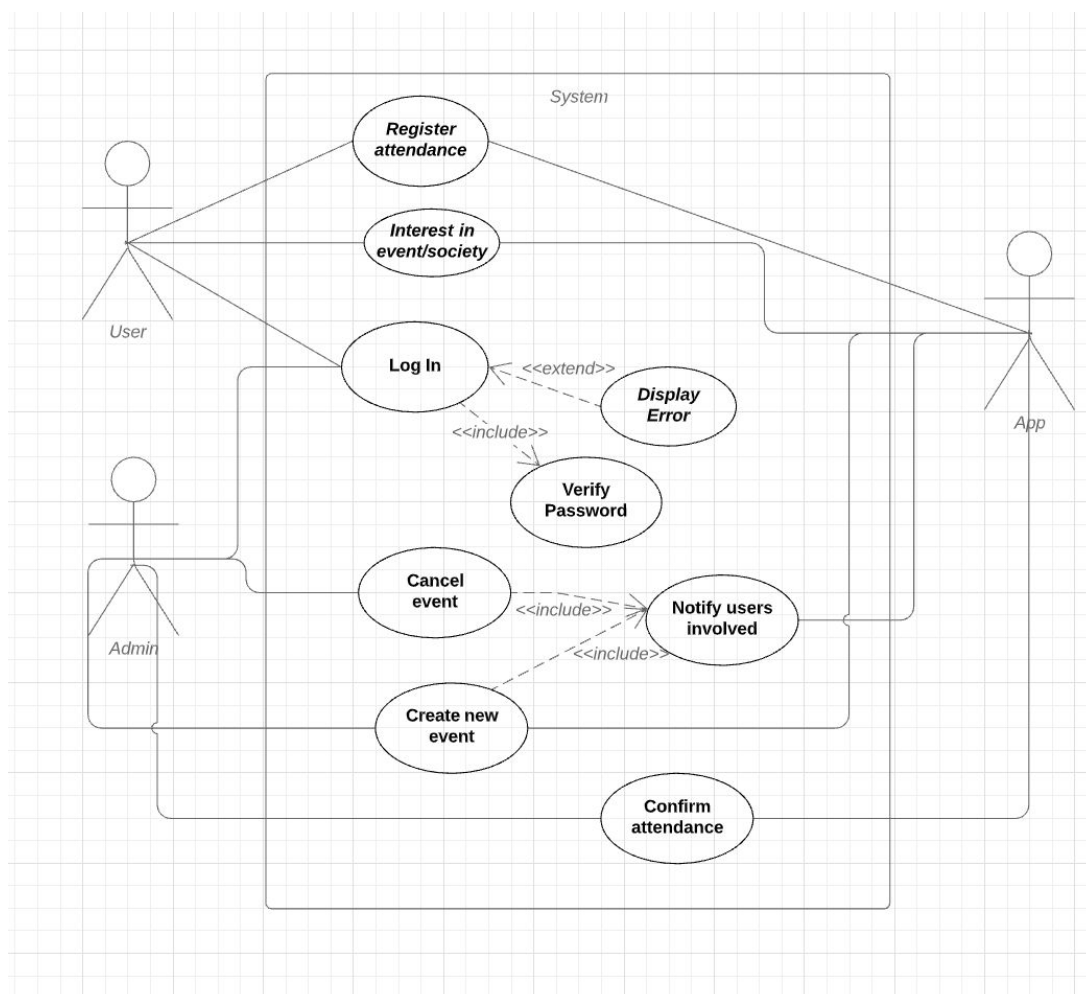 System
Register
attendance
Interest in
event/society
User
Log In
<<extend>>
Display
Error
App
<<include>>
Verify
Password
Cancel
event
<<include>>
Notify users
involved
Admin
<<include>>
Create new
event
Confirm
attendance